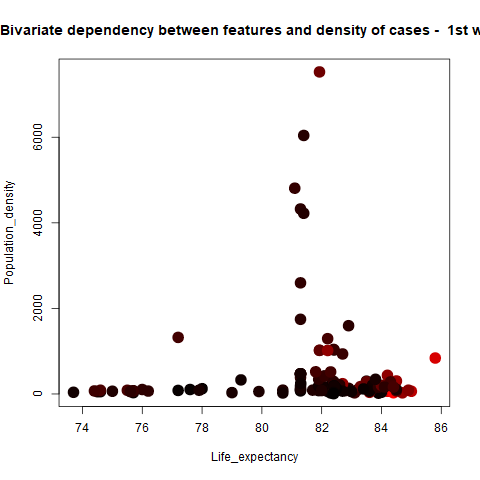 Bivariate dependency between features and density of cases - 1st w
Population_density
6000
4000
2000
0
74 76 78 80 82 84 86
Life_expectancy